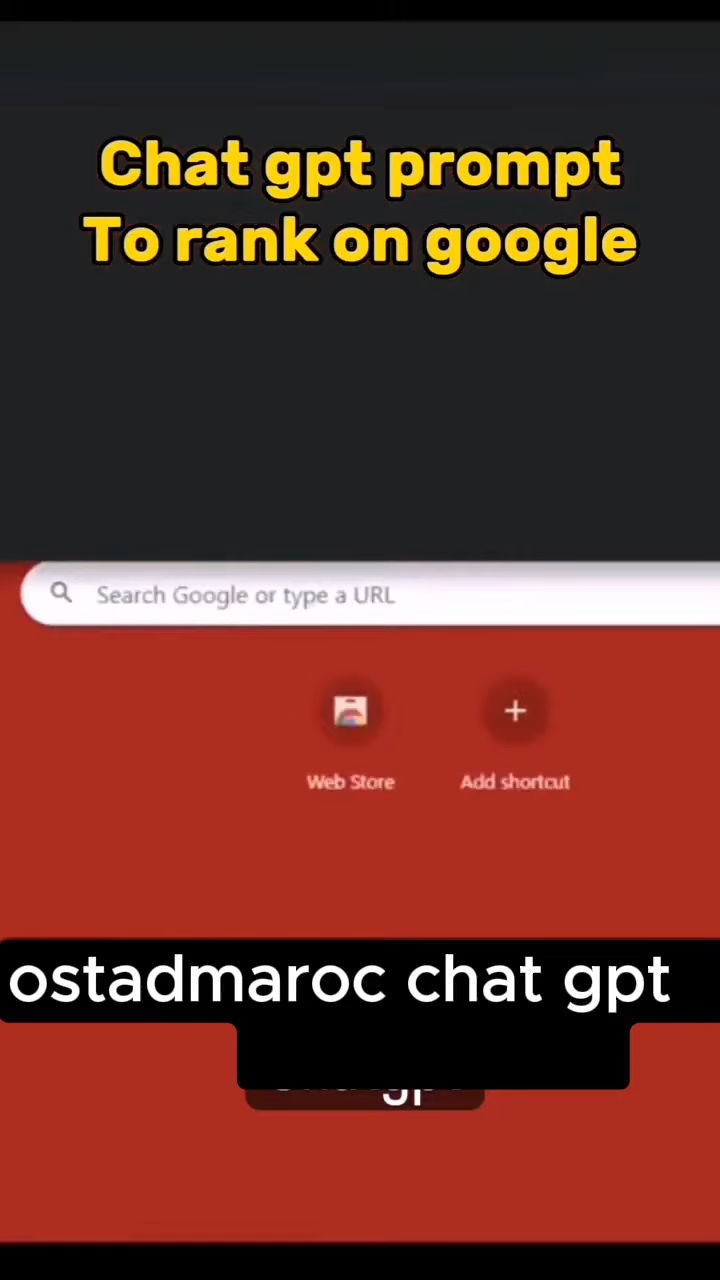 Chat gpt prompt
To rank on google
Search Google or type a URL
Web Store
Add shortcut
ostadmaroc chat gpt